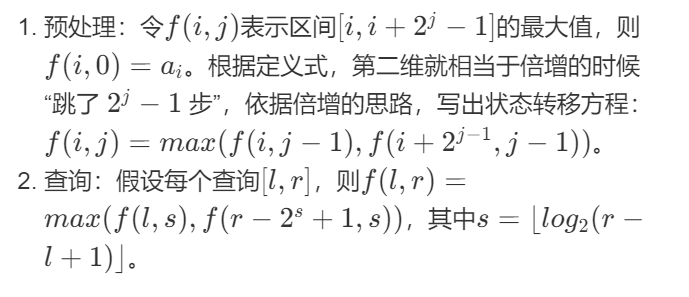 1. 预处理：令f(i, j)表示区间[i, i + 2^j − 1]的最大值，则
f(i, 0) = a_i。根据定义式，第二维就相当于倍增的时候
“跳了 2^j − 1 步”，依据倍增的思路，写出状态转移方程：
f(i, j) = max(f(i, j − 1), f(i + 2^{j−1}, j − 1))。
2. 查询：假设每个查询[l, r]，则f(l, r) =
max(f(l, s), f(r − 2^s + 1, s))，其中s = ⌊log_2(r −
l + 1)⌋。